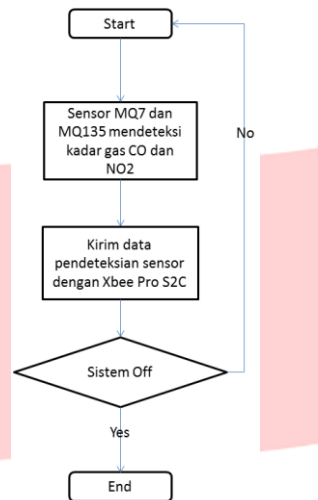 Start
Sensor MQ7 dan
MQ135 mendeteksi
kadar gas CO dan
NO2
No
Kirim data
pendeteksian sensor
dengan Xbee Pro S2C
Sistem Off
Yes
End